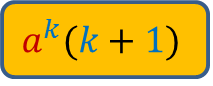 a^k(k + 1)